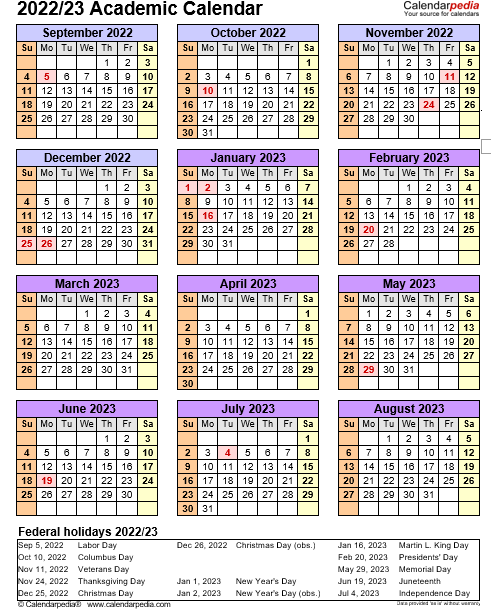 2022/23 Academic Calendar
Calendarpedia
Your source for calendars
September 2022 October 2022 November 2022
Su Mo Tu We Th Fr Sa Su Mo Tu We Th Fr Sa Su Mo Tu We Th Fr Sa
1 2 3 1 1 2 3 4 5
4 5 6 7 8 9 10 2 3 4 5 6 7 8 6 7 8 9 10 11 12
11 12 13 14 15 16 17 9 10 11 12 13 14 15 13 14 15 16 17 18 19
18 19 20 21 22 23 24 16 17 18 19 20 21 22 20 21 22 23 24 25 26
25 26 27 28 29 30 23 24 25 26 27 28 29 27 28 29 30
30 31
December 2022 January 2023 February 2023
Su Mo Tu We Th Fr Sa Su Mo Tu We Th Fr Sa Su Mo Tu We Th Fr Sa
1 2 3 1 2 3 4 5 6 7 1 2 3 4
4 5 6 7 8 9 10 8 9 10 11 12 13 14 5 6 7 8 9 10 11
11 12 13 14 15 16 17 15 16 17 18 19 20 21 12 13 14 15 16 17 18
18 19 20 21 22 23 24 22 23 24 25 26 27 28 19 20 21 22 23 24 25
25 26 27 28 29 30 31 29 30 31 26 27 28
March 2023 April 2023 May 2023
Su Mo Tu We Th Fr Sa Su Mo Tu We Th Fr Sa Su Mo Tu We Th Fr Sa
1 2 3 4 1 1 2 3 4 5 6
5 6 7 8 9 10 11 2 3 4 5 6 7 8 7 8 9 10 11 12 13
12 13 14 15 16 17 18 9 10 11 12 13 14 15 14 15 16 17 18 19 20
19 20 21 22 23 24 25 16 17 18 19 20 21 22 21 22 23 24 25 26 27
26 27 28 29 30 31 23 24 25 26 27 28 29 28 29 30 31
30
June 2023 July 2023 August 2023
Su Mo Tu We Th Fr Sa Su Mo Tu We Th Fr Sa Su Mo Tu We Th Fr Sa
1 2 3 1 1 2 3 4 5
4 5 6 7 8 9 10 2 3 4 5 6 7 8 6 7 8 9 10 11 12
11 12 13 14 15 16 17 9 10 11 12 13 14 15 13 14 15 16 17 18 19
18 19 20 21 22 23 24 16 17 18 19 20 21 22 20 21 22 23 24 25 26
25 26 27 28 29 30 23 24 25 26 27 28 29 27 28 29 30 31
30 31
Federal holidays 2022/23
Sep 5, 2022 Labor Day Dec 26, 2022 Christmas Day (obs.) Jan 16, 2023 Martin L. King Day
Oct 10, 2022 Columbus Day Feb 20, 2023 Presidents' Day
Nov 11, 2022 Veterans Day May 29, 2023 Memorial Day
Nov 24, 2022 Thanksgiving Day Jan 1, 2023 New Year's Day Jun 19, 2023 Juneteenth
Dec 25, 2022 Christmas Day Jan 2, 2023 New Year's Day (obs.) Jul 4, 2023 Independence Day
© Calendarpedia® www.calendarpedia.com Data provided 'as is' without warranty